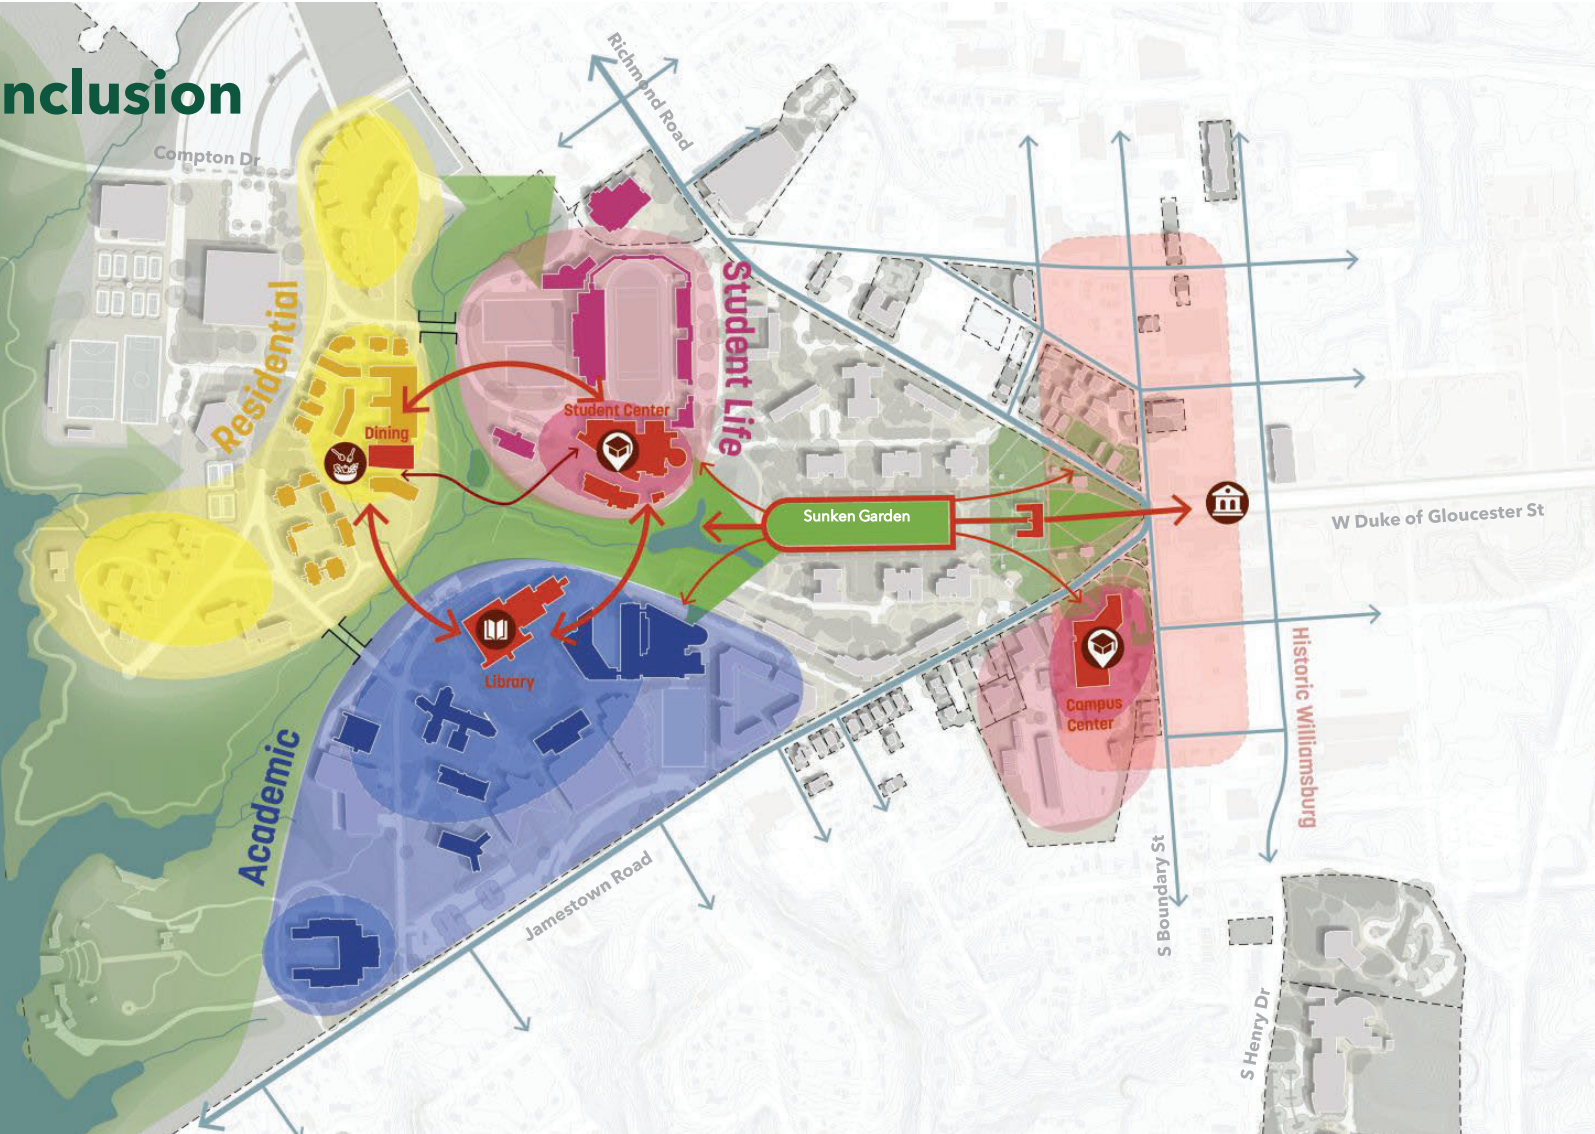 nclusion
Richmond Road
Compton Dr
Residential
Student Life
Student Center
Dining
Sunken Garden
W Duke of Gloucester St
Library
Campus
Center
Historic Williamsburg
Academic
Jamestown Road
S Boundary St
S Henry Dr